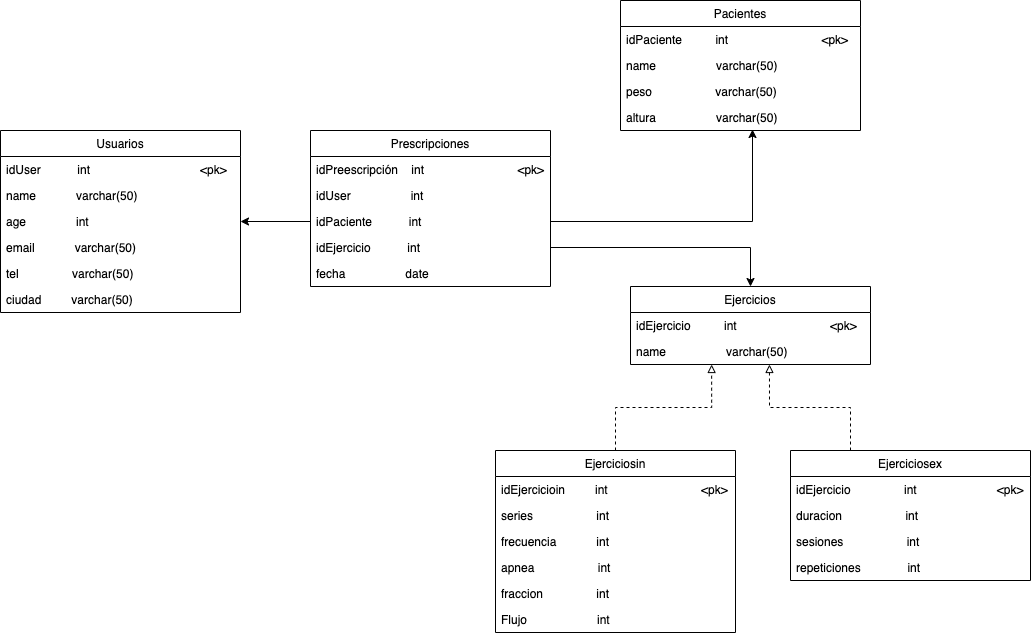 Pacientes
idPaciente int <pk>
name varchar(50)
peso varchar(50)
altura varchar(50)
Usuarios
idUser int <pk>
name varchar(50)
age int
email varchar(50)
tel varchar(50)
ciudad varchar(50)
Prescripciones
idPreescripción int <pk>
idUser int
idPaciente int
idEjercicio int
fecha date
Ejercicios
idEjercicio int <pk>
name varchar(50)
Ejerciciosin
idEjercicioin int <pk>
series int
frecuencia int
apnea int
fraccion int
Flujo int
Ejerciciosex
idEjercicio int <pk>
duracion int
sesiones int
repeticiones int